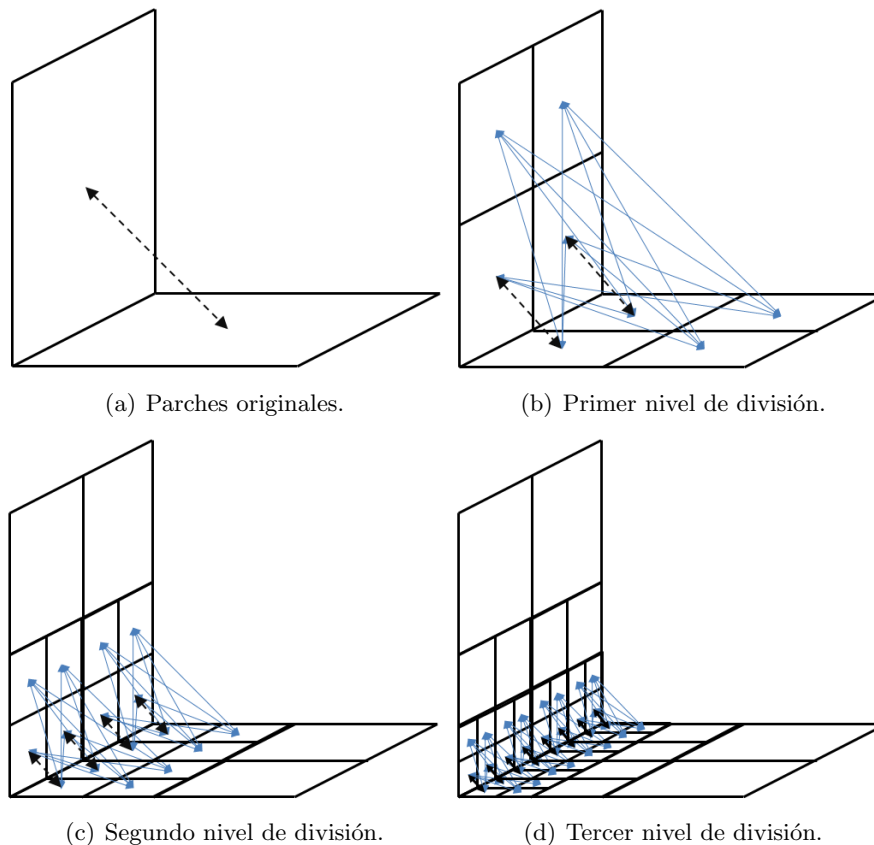 (a) Parches originales.
(b) Primer nivel de división.
(c) Segundo nivel de división.
(d) Tercer nivel de división.